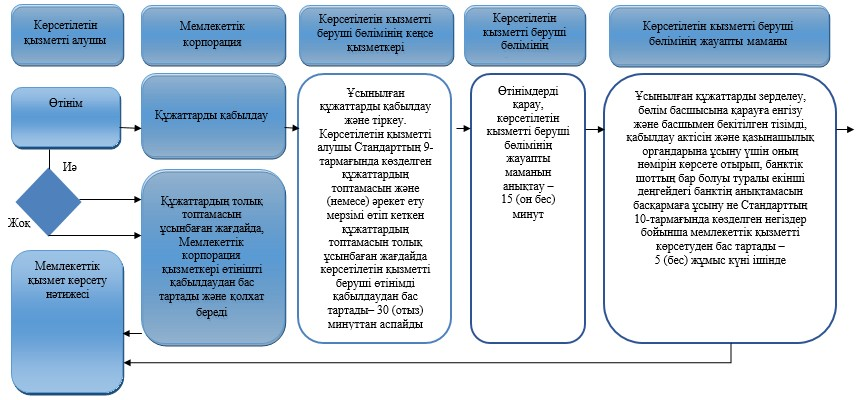 Көрсетілетін
қызметті алушы
Мемлекеттік
корпорация
Көрсетілетін қызметті
беруші бөлімінің кеңсе
қызметкері
Көрсетілетін
қызметті беруші
бөлімінің
Көрсетілетін қызметті беруші
бөлімінің жауапты маманы
Өтінім
Иә
Жоқ
Мемлекеттік
қызмет көрсету
нәтижесі
Құжаттарды қабылдау
Құжаттардың толық
топтамасын
ұсынбаған жағдайда,
Мемлекеттік
корпорация
қызметкері өтінішті
қабылдаудан бас
тартады және қолхат
береді
Ұсынылған
құжаттарды қабылдау
және тіркеу.
Көрсетілетін қызметті
алушы Стандарттың 9-
тармағында көзделген
құжаттардың
топтамасын және
(немесе) әрекет ету
мерзімі өтіп кеткен
құжаттардың
топтамасын толық
ұсынбаған жағдайда
көрсетілетін қызметті
беруші өтінімді
қабылдаудан бас
тартады– 30 (отыз)
минуттан аспайды
Өтінімдерді
қарау,
көрсетілетін
қызметті беруші
бөлімінің
жауапты
маманын
анықтау –
15 (он бес)
минут
Ұсынылған құжаттарды зерделеу,
бөлім басшысына қарауға енгізу
және басшымен бекітілген тізімді,
қабылдау актісін және қазынашылық
органдарына ұсыну үшін оның
нөмірін көрсете отырып, банктік
шоттың бар болуы туралы екінші
деңгейдегі банктің анықтамасын
басқармаға ұсыну не Стандарттың
10-тармағында көзделген негіздер
бойынша мемлекеттік қызметті
көрсетуден бас тартады –
5 (бес) жұмыс күні ішінде